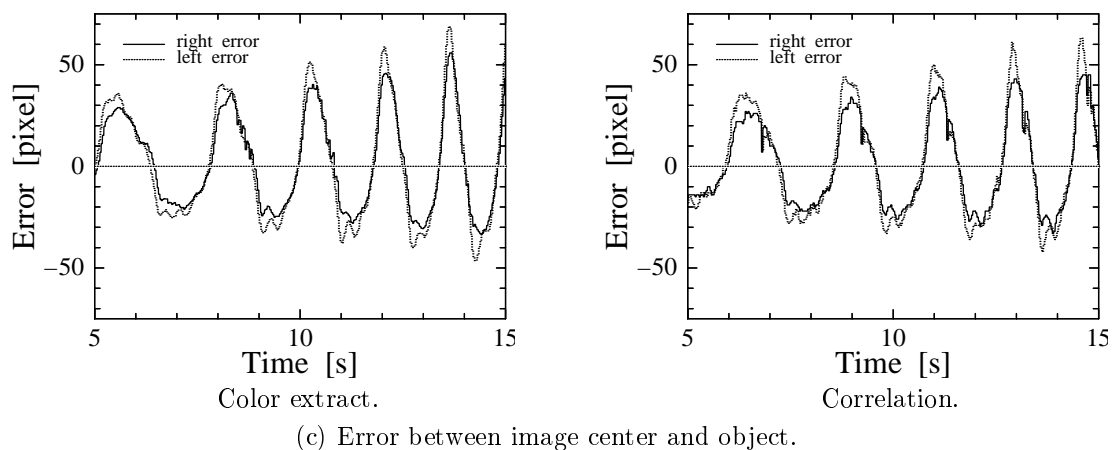 right error
left error
50
0
−50
Error [pixel]
5
10
15
Time [s]
Color extract.
right error
left error
50
0
−50
Error [pixel]
5
10
15
Time [s]
Correlation.
(c) Error between image center and object.